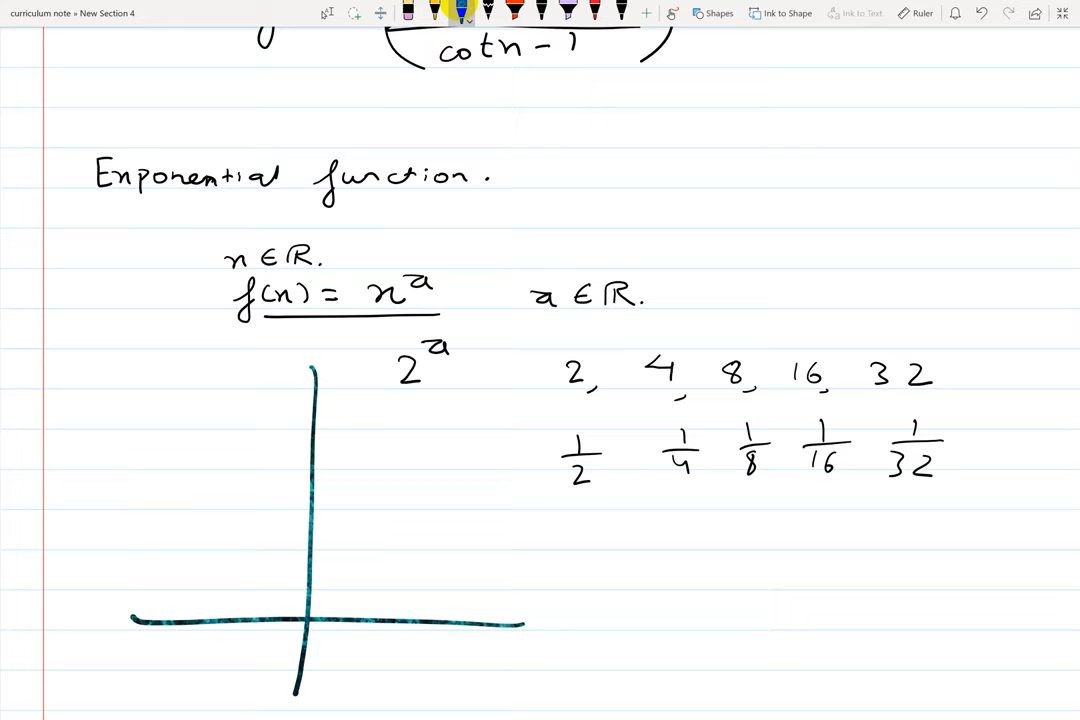 curriculum note » New Section 4
Shapes Ink to Shape Ink to Text Ruler
y
cotx - 1
Exponential function.
x ∈ ℝ.
f(x) = x^a a ∈ ℝ.
2^a 2, 4, 8, 16, 32
1/2 1/4 1/8 1/16 1/32